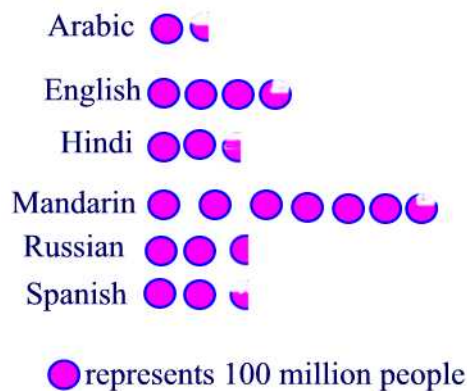 Arabic
English
Hindi
Mandarin
Russian
Spanish
represents 100 million people